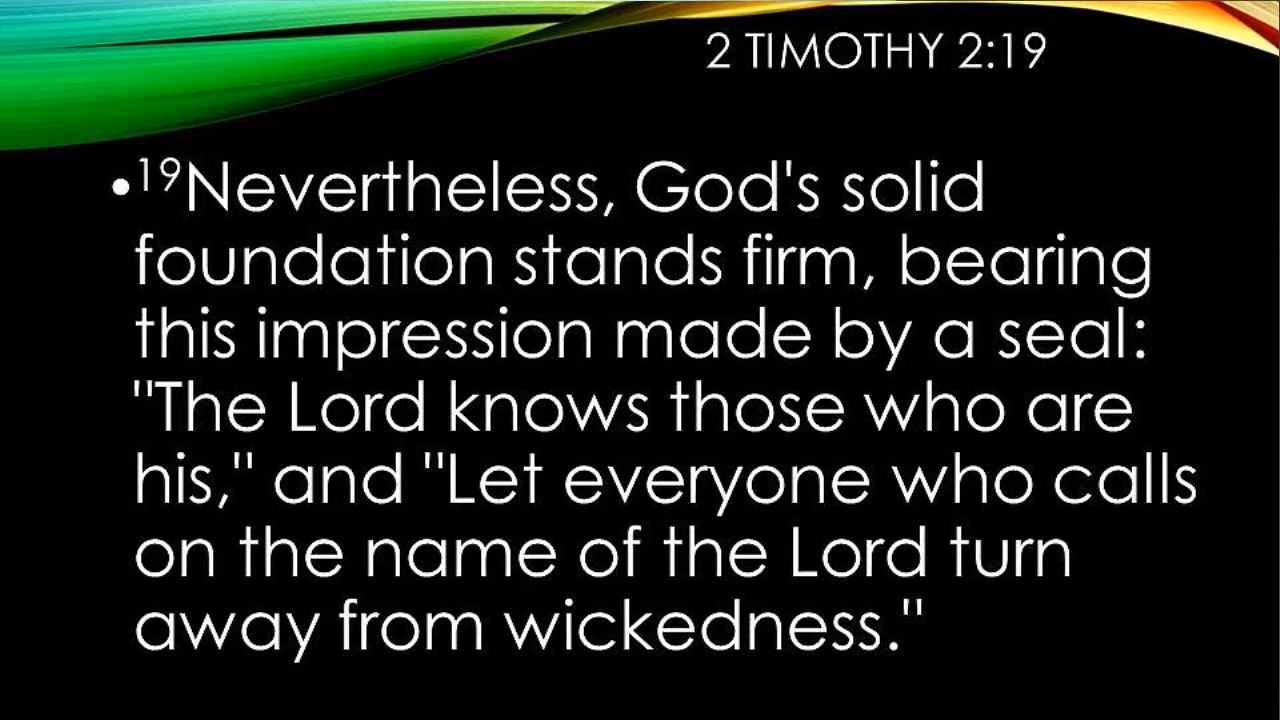 2 TIMOTHY 2:19
•19Nevertheless, God's solid
foundation stands firm, bearing
this impression made by a seal:
"The Lord knows those who are
his," and "Let everyone who calls
on the name of the Lord turn
away from wickedness."